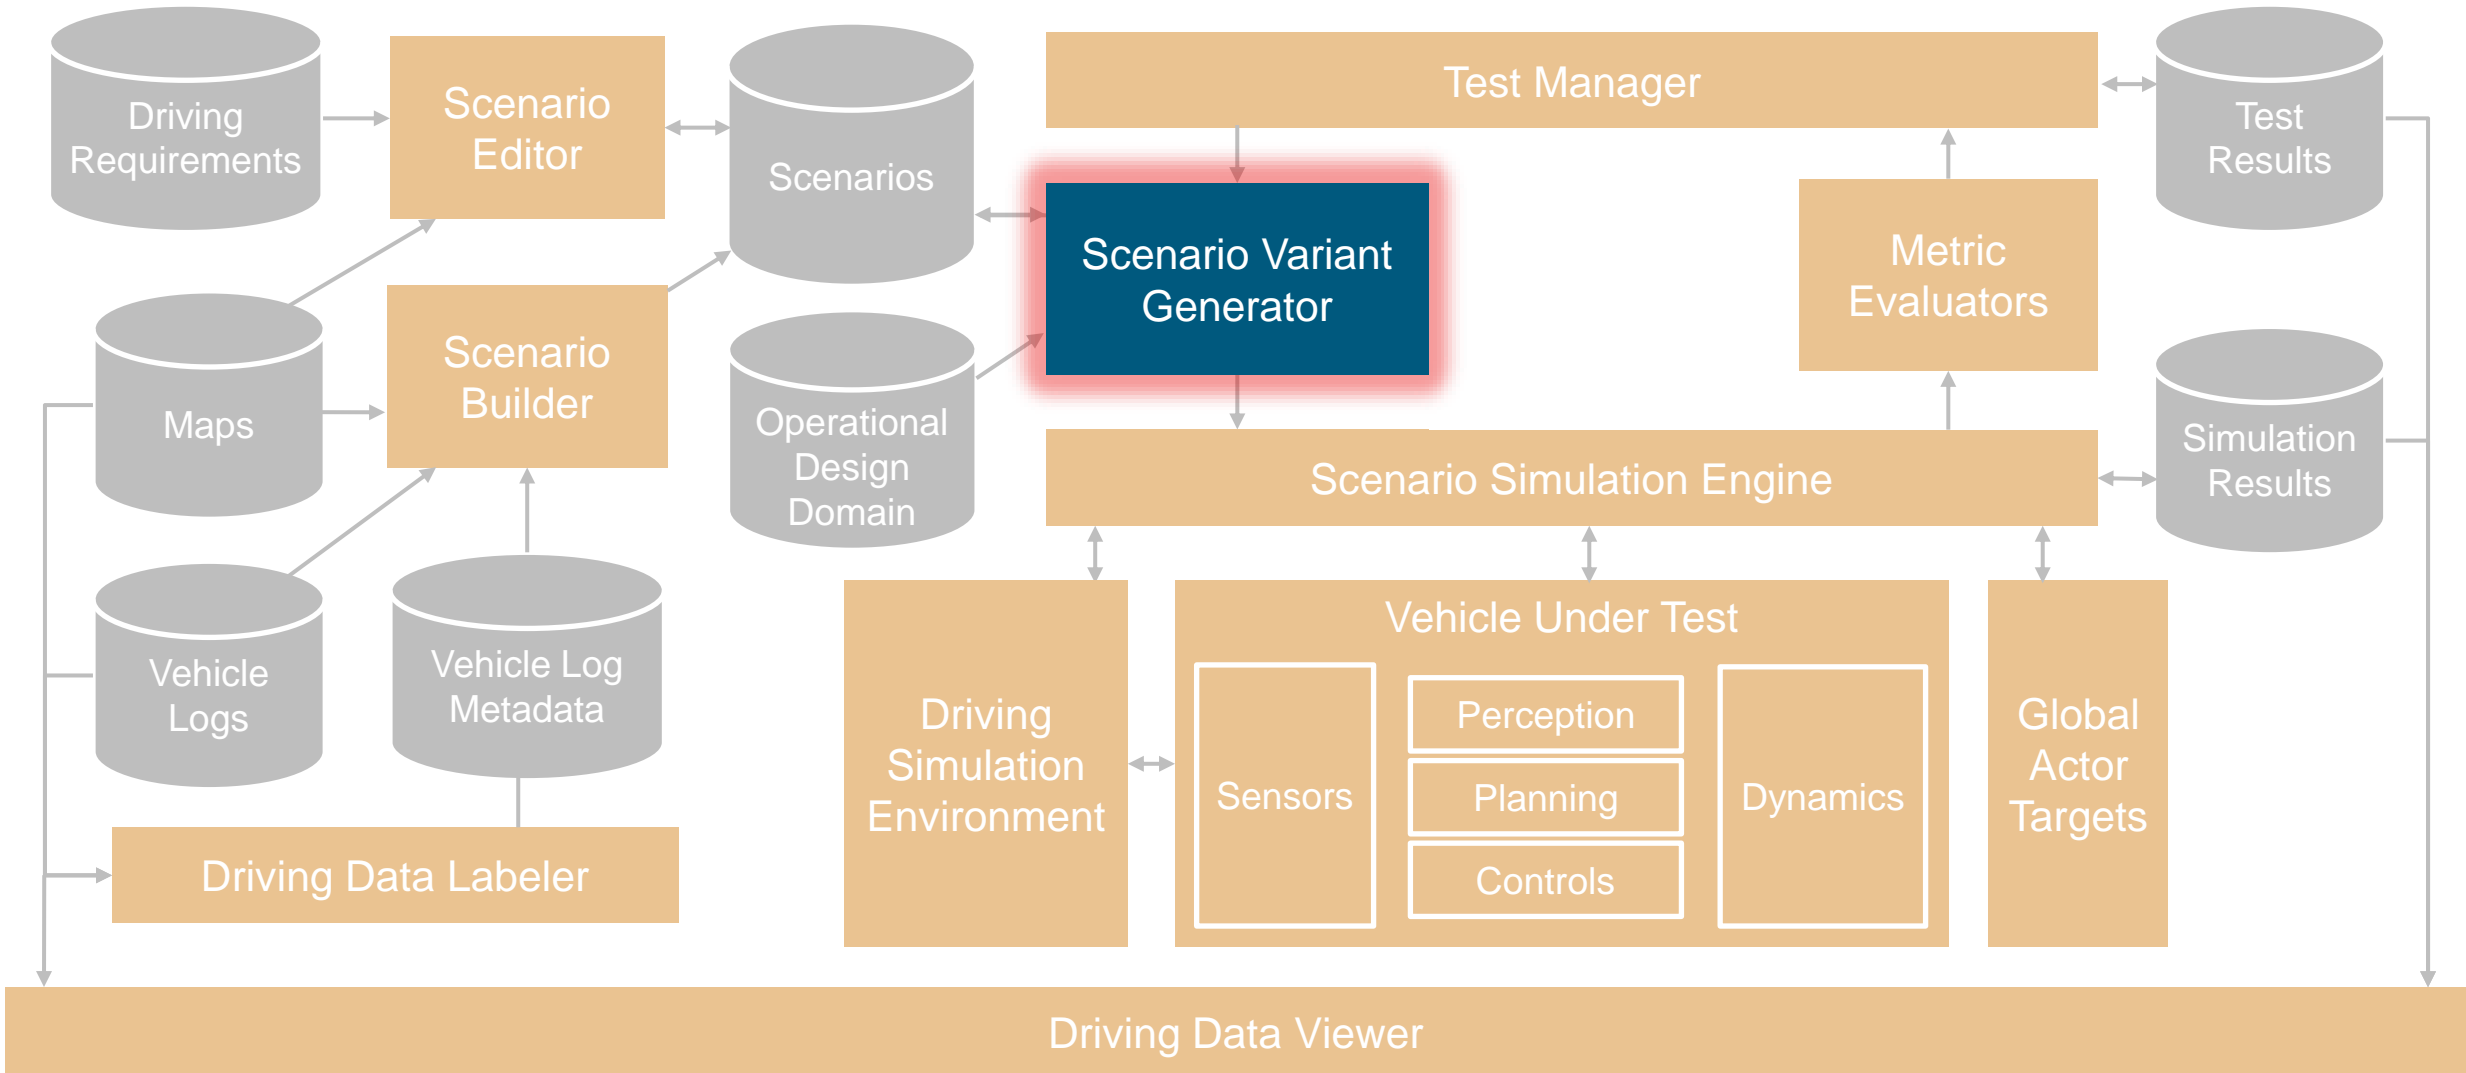 Driving
Requirements
Scenario
Editor
Scenarios
Test Manager
Test
Results
Scenario Variant
Generator
Metric
Evaluators
Maps
Scenario
Builder
Operational
Design
Domain
Scenario Simulation Engine
Simulation
Results
Vehicle
Logs
Vehicle Log
Metadata
Driving
Simulation
Environment
Vehicle Under Test
Sensors
Perception
Planning
Controls
Dynamics
Global
Actor
Targets
Driving Data Labeler
Driving Data Viewer